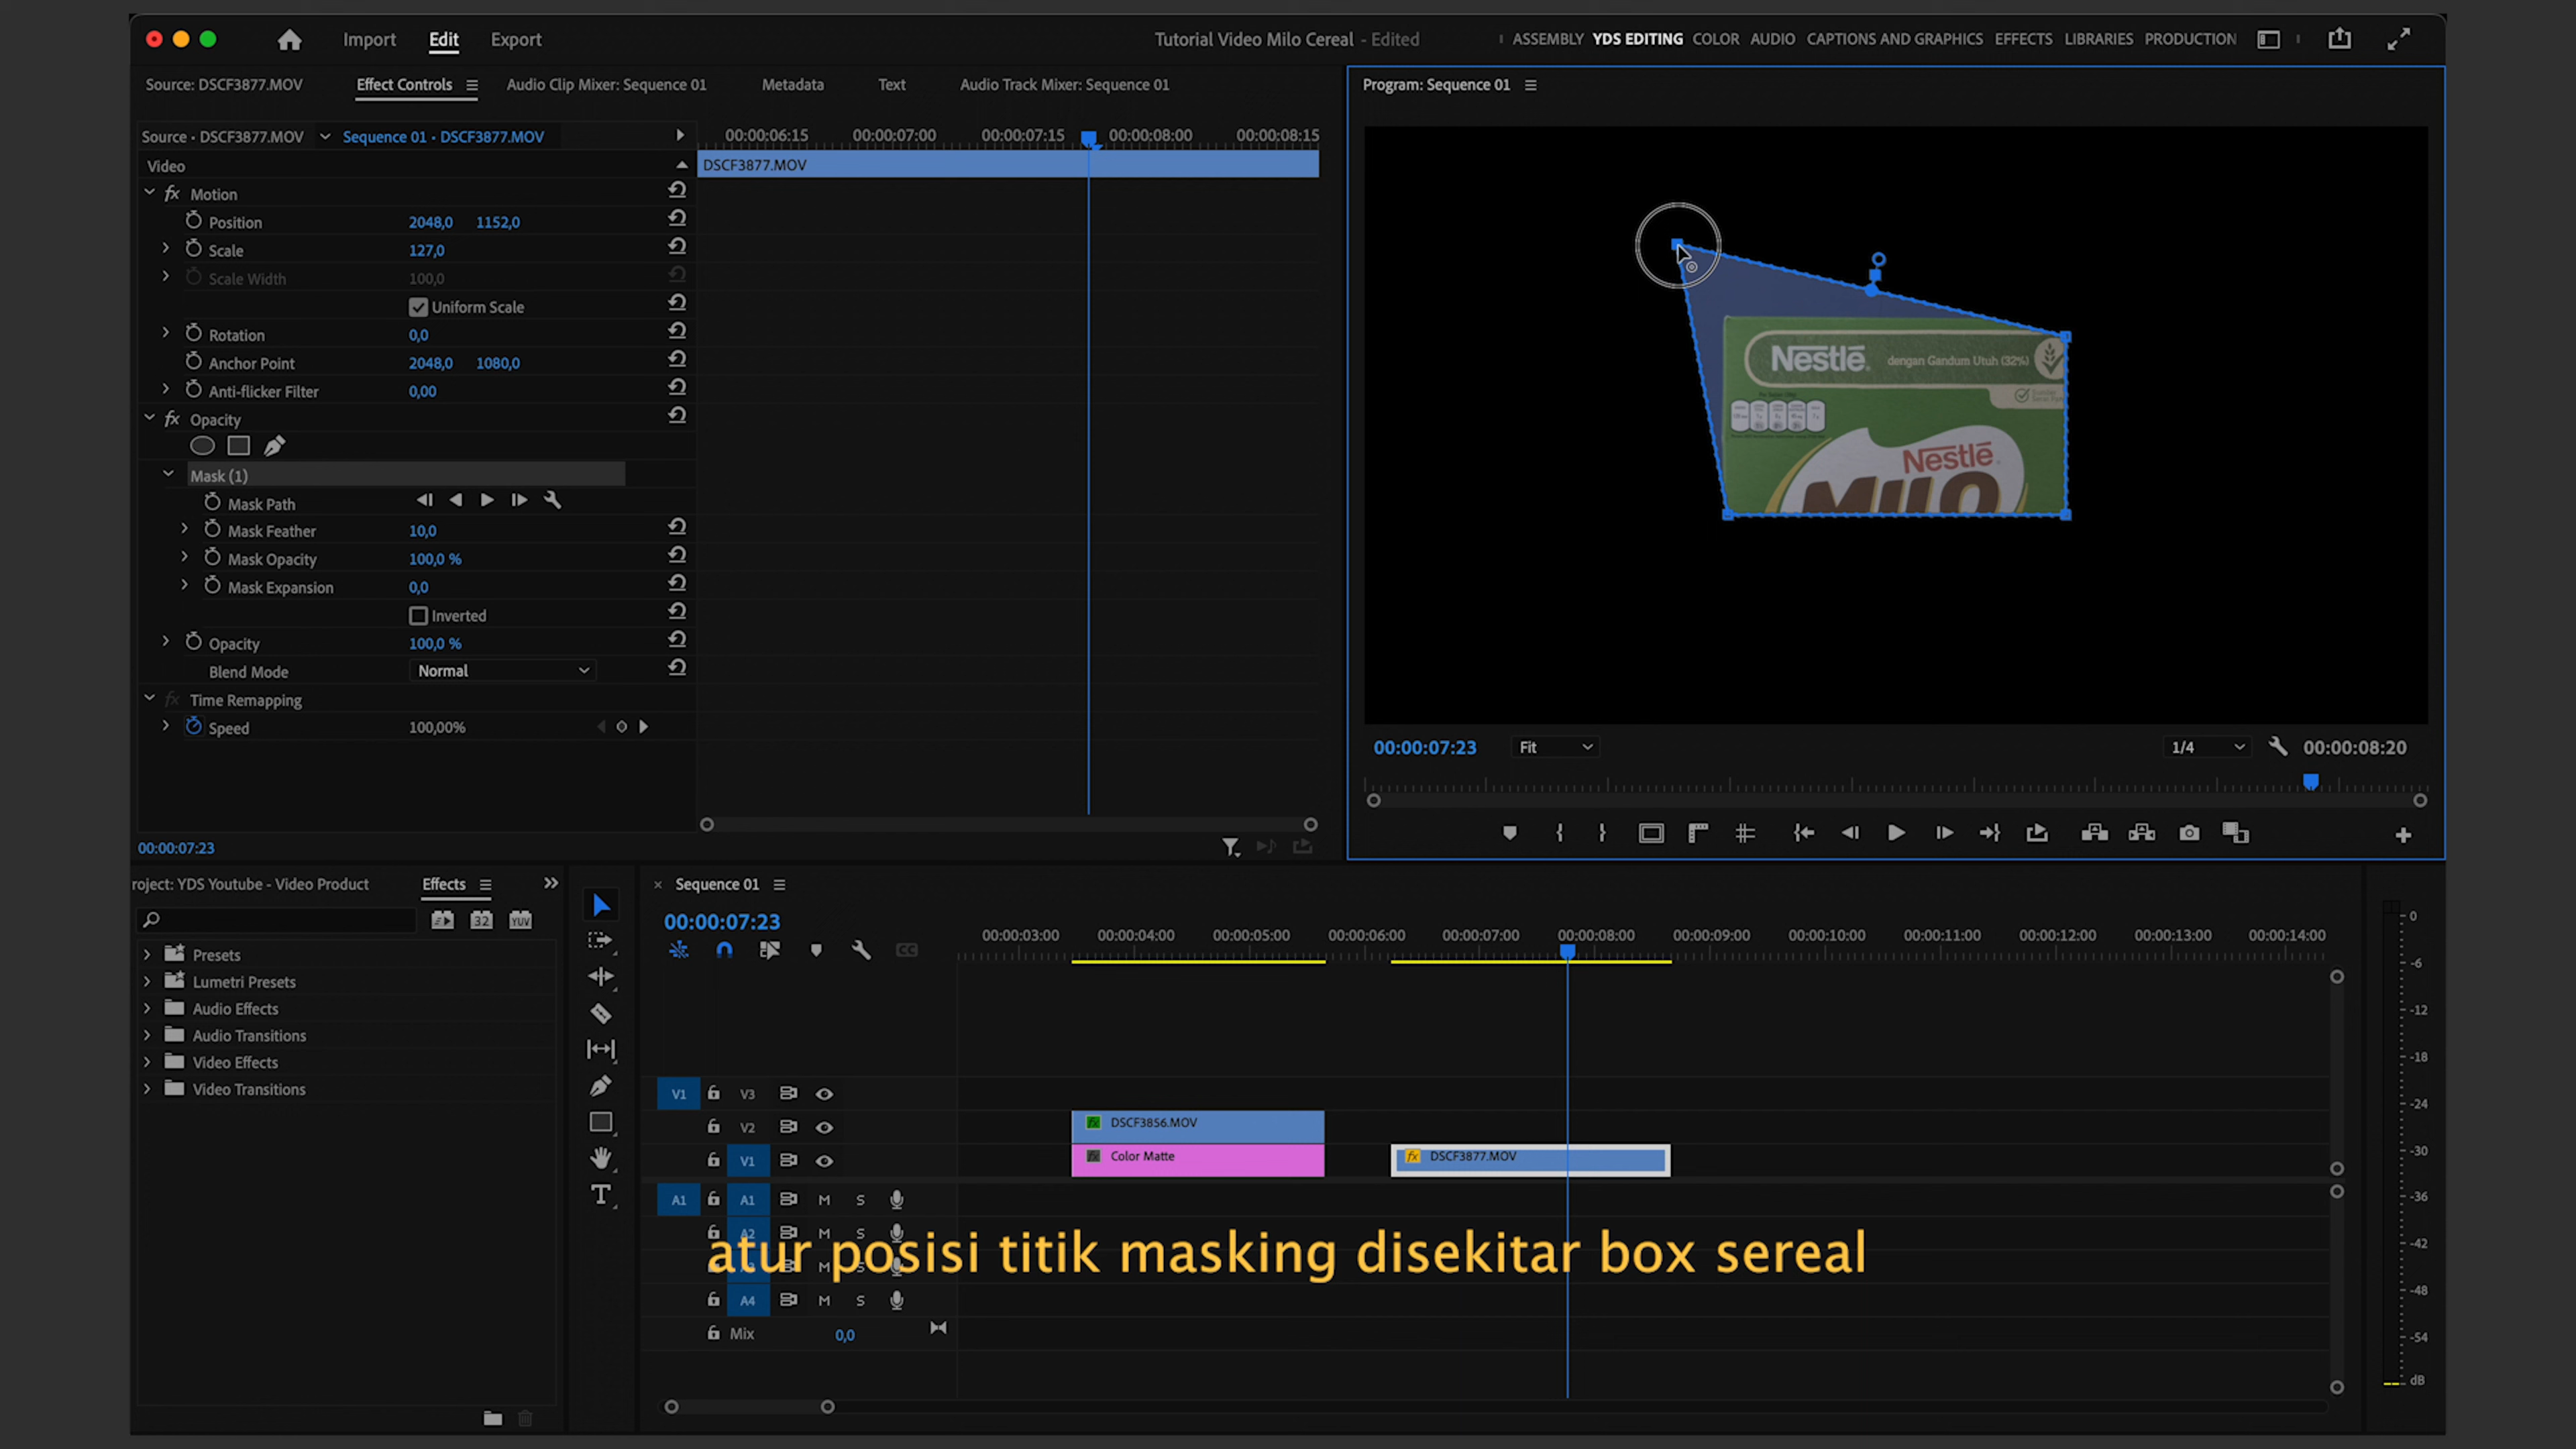 Import Edit Export
Tutorial Video Milo Cereal - Edited
ASSEMBLY YDS EDITING COLOR AUDIO CAPTIONS AND GRAPHICS EFFECTS LIBRARIES PRODUCTION
Source: DSCF3877.MOV Effect Controls Audio Clip Mixer: Sequence 01 Metadata Text Audio Track Mixer: Sequence 01
Source • DSCF3877.MOV Sequence 01 • DSCF3877.MOV
00:00:06:15 00:00:07:00 00:00:07:15 00:00:08:00 00:00:08:15
Video
DSCF3877.MOV
fx Motion
Position 2048,0 1152,0
Scale 127,0
Scale Width 100,0
Uniform Scale
Rotation 0,0
Anchor Point 2048,0 1080,0
Anti-flicker Filter 0,00
fx Opacity
Mask (1)
Mask Path
Mask Feather 10,0
Mask Opacity 100,0 %
Mask Expansion 0,0
Inverted
Opacity 100,0 %
Blend Mode Normal
fx Time Remapping
Speed 100,00%
00:00:07:23
Program: Sequence 01
Nestlé. dengan Gandum Utuh (32%)
Nestlé
MILO
00:00:07:23 Fit 1/4 00:00:08:20
roject: YDS Youtube - Video Product Effects
32 YUV
Presets
Lumetri Presets
Audio Effects
Audio Transitions
Video Effects
Video Transitions
Sequence 01
00:00:07:23
00:00:03:00 00:00:04:00 00:00:05:00 00:00:06:00 00:00:07:00 00:00:08:00 00:00:09:00 00:00:10:00 00:00:11:00 00:00:12:00 00:00:13:00 00:00:14:00
CC
V1 V3
V2 fx DSCF3856.MOV
V1 fx Color Matte fx DSCF3877.MOV
A1 A1 M S
A2 M S
atur posisi titik masking disekitar box sereal
A4 M S
Mix 0,0
T
0
-6
-12
-18
-24
-30
-36
-42
-48
-54
dB